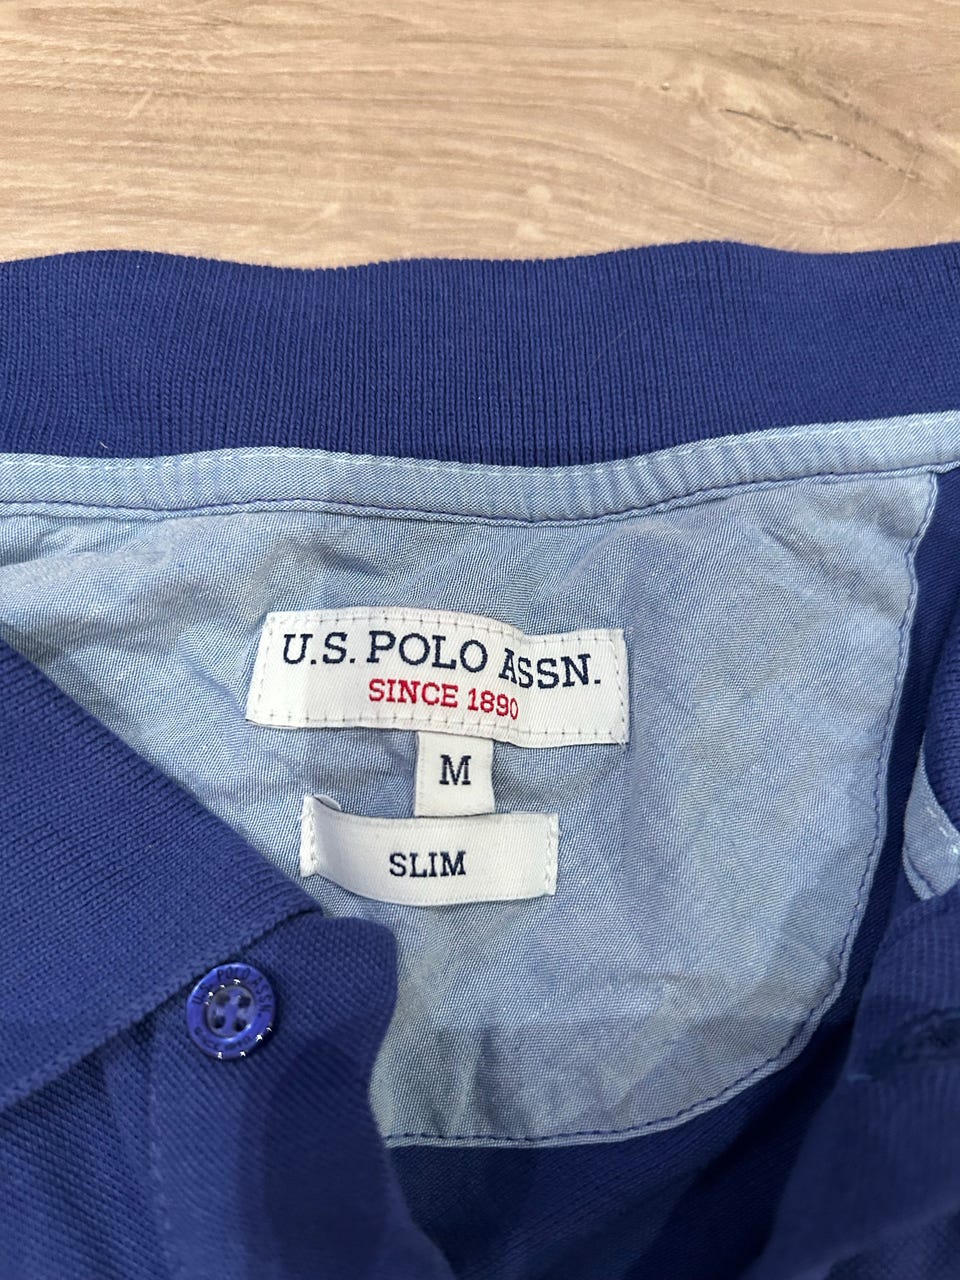 U.S. POLO ASSN.
SINCE 1890
M
SLIM